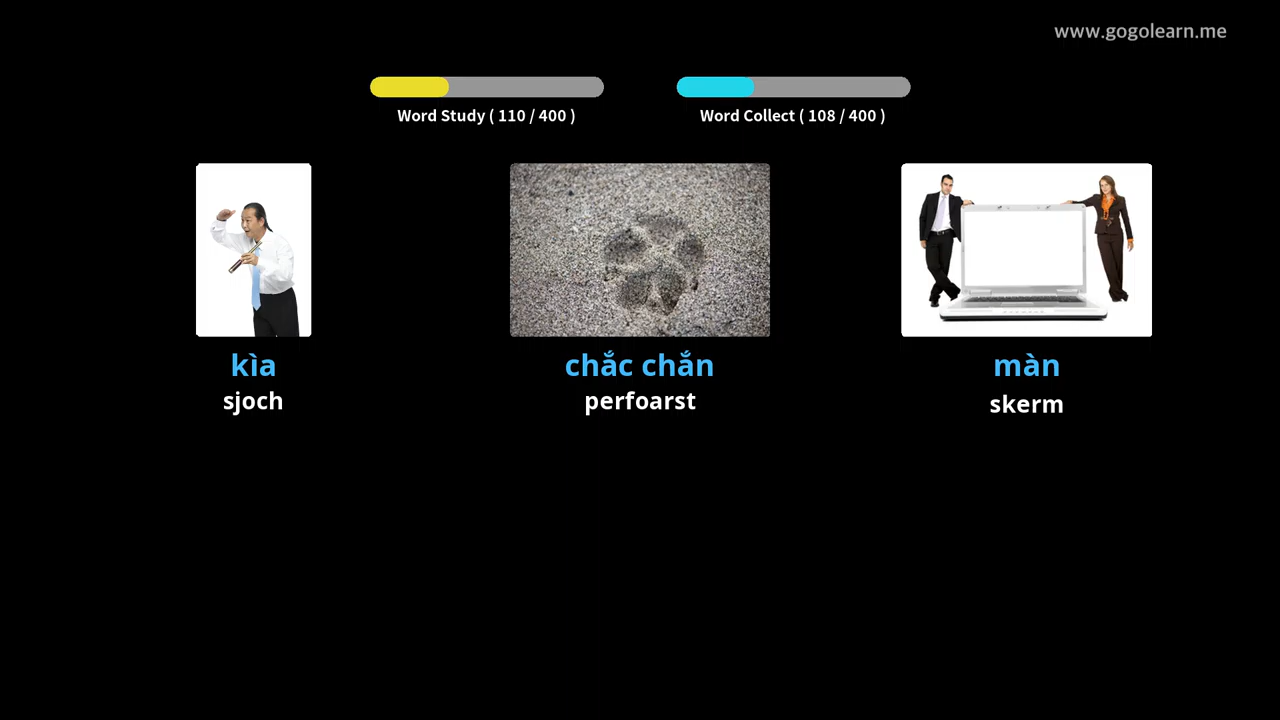 www.gogolearn.me
Word Study ( 110 / 400 )
Word Collect ( 108 / 400 )
kìa
chắc chắn
màn
sjoch
perfoarst
skerm